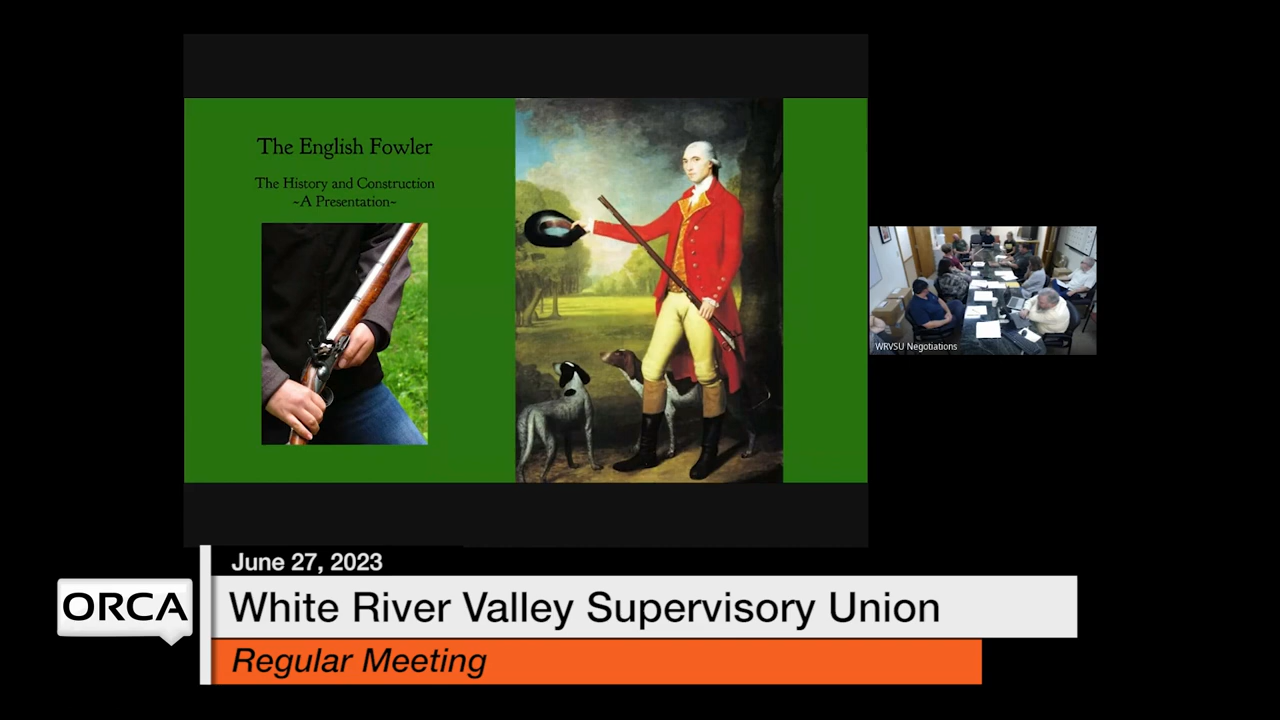 The English Fowler
The History and Construction
~A Presentation~
WRVSU Negotiations
June 27, 2023
White River Valley Supervisory Union
ORCA
Regular Meeting